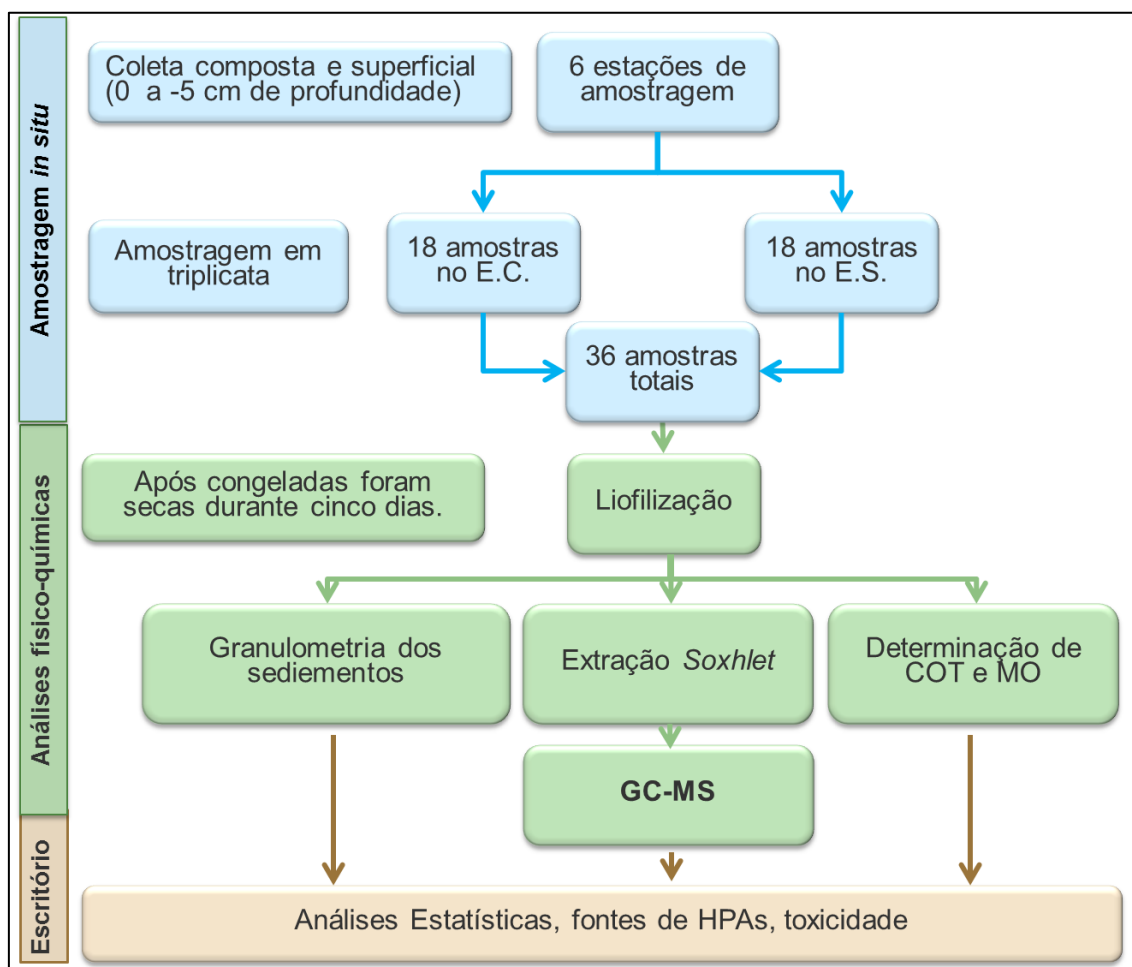 Amostragem in situ
Coleta composta e superficial
(0 a -5 cm de profundidade)
6 estações de
amostragem
Amostragem em
triplicata
18 amostras
no E.C.
18 amostras
no E.S.
36 amostras
totais
Análises físico-químicas
Após congeladas foram
secas durante cinco dias.
Liofilização
Granulometria dos
sediementos
Extração Soxhlet
Determinação de
COT e MO
GC-MS
Escritório
Análises Estatísticas, fontes de HPAs, toxicidade